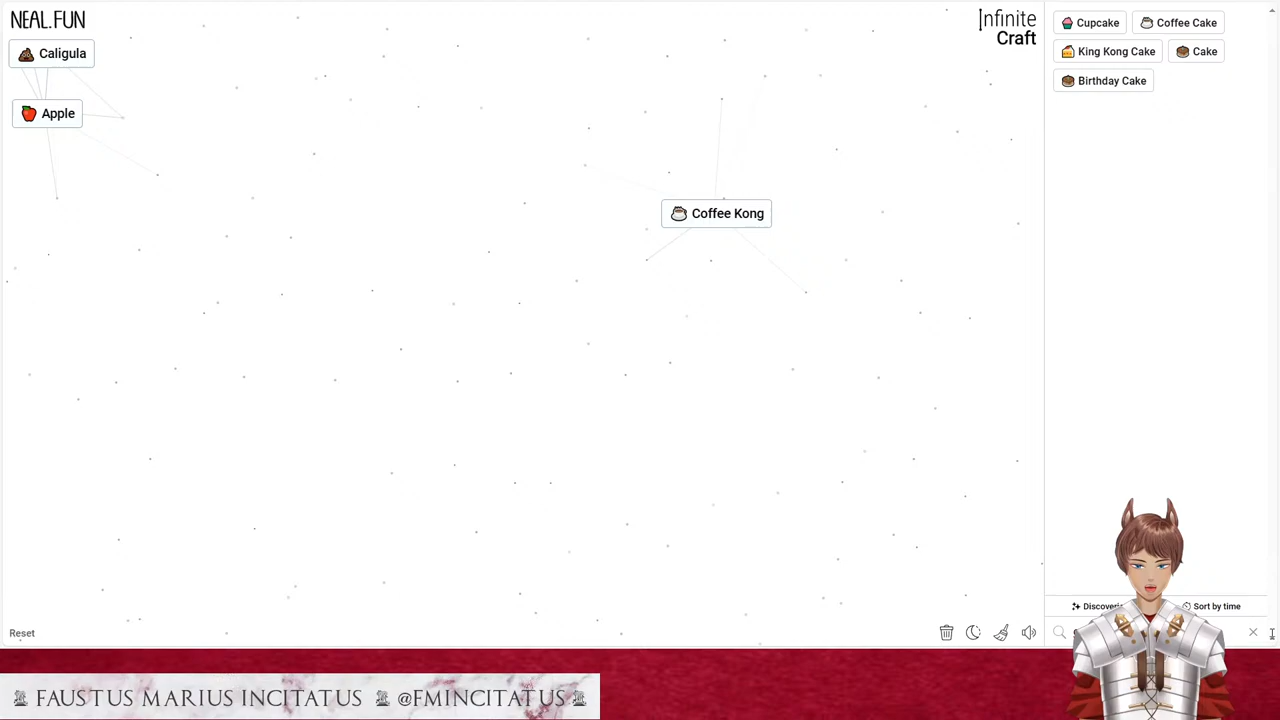 NEAL.FUN
Infinite
Craft
Caligula
Apple
Coffee Kong
Cupcake
Coffee Cake
King Kong Cake
Cake
Birthday Cake
Sort by time
Reset
FAUSTUS MARIUS INCITATUS @FMINCITATUS